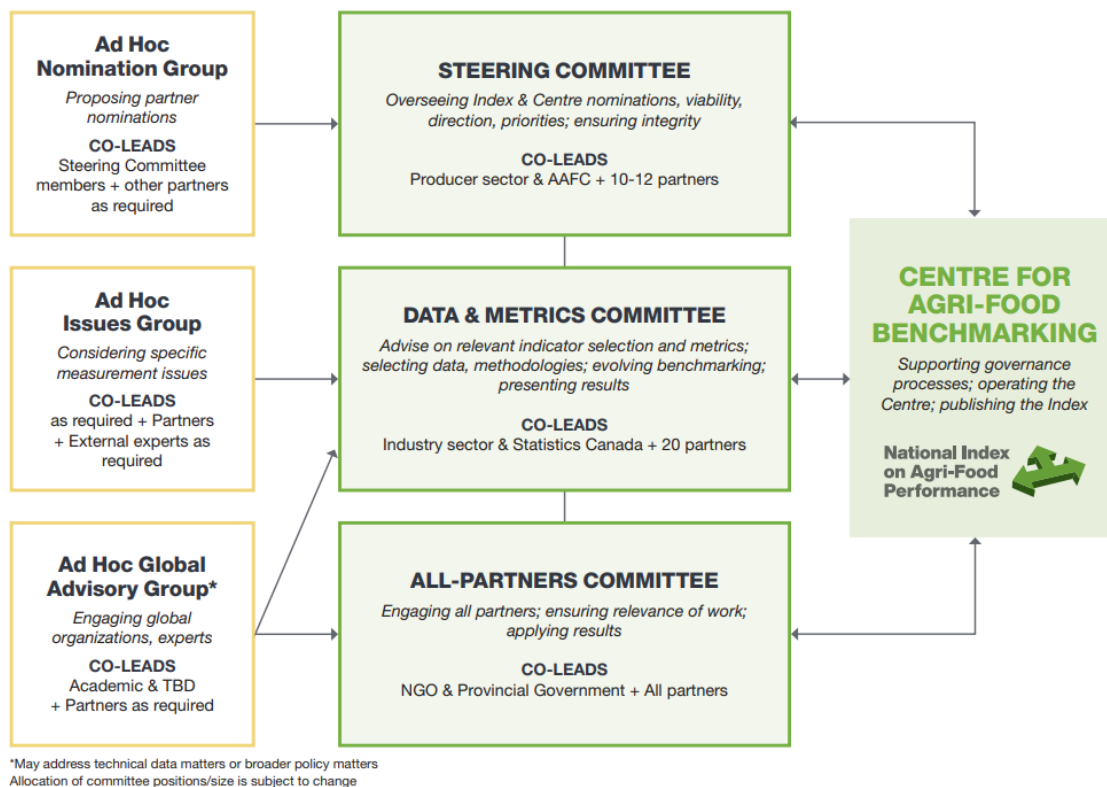 Ad Hoc
Nomination Group
Proposing partner
nominations
CO-LEADS
Steering Committee
members + other partners
as required
STEERING COMMITTEE
Overseeing Index & Centre nominations, viability,
direction, priorities; ensuring integrity
CO-LEADS
Producer sector & AAFC + 10-12 partners
Ad Hoc
Issues Group
Considering specific
measurement issues
CO-LEADS
as required + Partners
+ External experts as
required
DATA & METRICS COMMITTEE
Advise on relevant indicator selection and metrics;
selecting data, methodologies; evolving benchmarking;
presenting results
CO-LEADS
Industry sector & Statistics Canada + 20 partners
CENTRE FOR
AGRI-FOOD
BENCHMARKING
Supporting governance
processes; operating the
Centre; publishing the Index
National Index
on Agri-Food
Performance
Ad Hoc Global
Advisory Group*
Engaging global
organizations, experts
CO-LEADS
Academic & TBD
+ Partners as required
ALL-PARTNERS COMMITTEE
Engaging all partners; ensuring relevance of work;
applying results
CO-LEADS
NGO & Provincial Government + All partners
*May address technical data matters or broader policy matters
Allocation of committee positions/size is subject to change